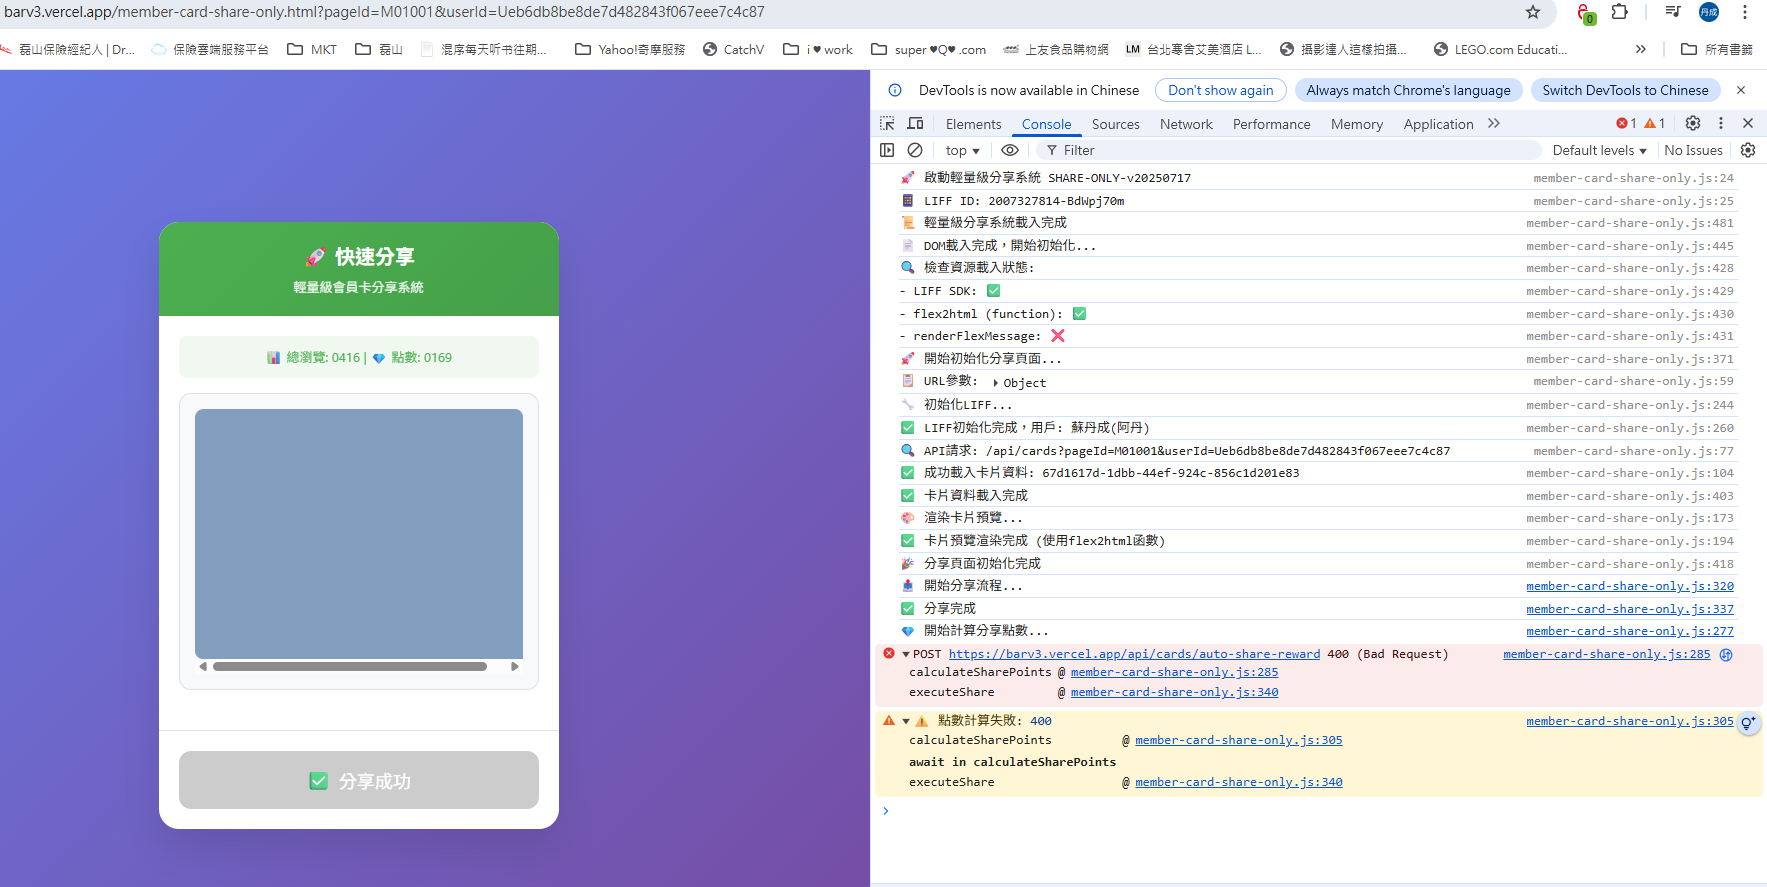 barv3.vercel.app/member-card-share-only.html?pageId=M01001&userId=Ueb6db8be8de7d482843f067eee7c4c87
0
丹成
磊山保險經紀人 | Dr...
保險雲端服務平台
MKT
磊山
混序每天听书往期...
Yahoo!奇摩服務
CatchV
i ♥ work
super ♥Q♥ .com
上友食品購物網
LM 台北寒舍艾美酒店 L...
攝影達人這樣拍攝...
LEGO.com Educati...
»
所有書籤
🚀 快速分享
輕量級會員卡分享系統
📊 總瀏覽: 0416 | 💎 點數: 0169
✅ 分享成功
DevTools is now available in Chinese
Don't show again
Always match Chrome's language
Switch DevTools to Chinese
Elements Console Sources Network Performance Memory Application » 1 1
top Filter Default levels No Issues
🚀 啟動輕量級分享系統 SHARE-ONLY-v20250717 member-card-share-only.js:24
LIFF ID: 2007327814-BdWpj70m member-card-share-only.js:25
📜 輕量級分享系統載入完成 member-card-share-only.js:481
📄 DOM載入完成，開始初始化... member-card-share-only.js:445
🔍 檢查資源載入狀態: member-card-share-only.js:428
- LIFF SDK: ✅ member-card-share-only.js:429
- flex2html (function): ✅ member-card-share-only.js:430
- renderFlexMessage: ❌ member-card-share-only.js:431
🚀 開始初始化分享頁面... member-card-share-only.js:371
📋 URL參數: ▸ Object member-card-share-only.js:59
🔧 初始化LIFF... member-card-share-only.js:244
✅ LIFF初始化完成，用戶: 蘇丹成(阿丹) member-card-share-only.js:260
🔍 API請求: /api/cards?pageId=M01001&userId=Ueb6db8be8de7d482843f067eee7c4c87 member-card-share-only.js:77
✅ 成功載入卡片資料: 67d1617d-1dbb-44ef-924c-856c1d201e83 member-card-share-only.js:104
✅ 卡片資料載入完成 member-card-share-only.js:403
🎨 渲染卡片預覽... member-card-share-only.js:173
✅ 卡片預覽渲染完成 (使用flex2html函數) member-card-share-only.js:194
🎉 分享頁面初始化完成 member-card-share-only.js:418
📤 開始分享流程... member-card-share-only.js:320
✅ 分享完成 member-card-share-only.js:337
💎 開始計算分享點數... member-card-share-only.js:277
▾ POST https://barv3.vercel.app/api/cards/auto-share-reward 400 (Bad Request) member-card-share-only.js:285
calculateSharePoints @ member-card-share-only.js:285
executeShare @ member-card-share-only.js:340
▾ ⚠️ 點數計算失敗: 400 member-card-share-only.js:305
calculateSharePoints @ member-card-share-only.js:305
await in calculateSharePoints
executeShare @ member-card-share-only.js:340